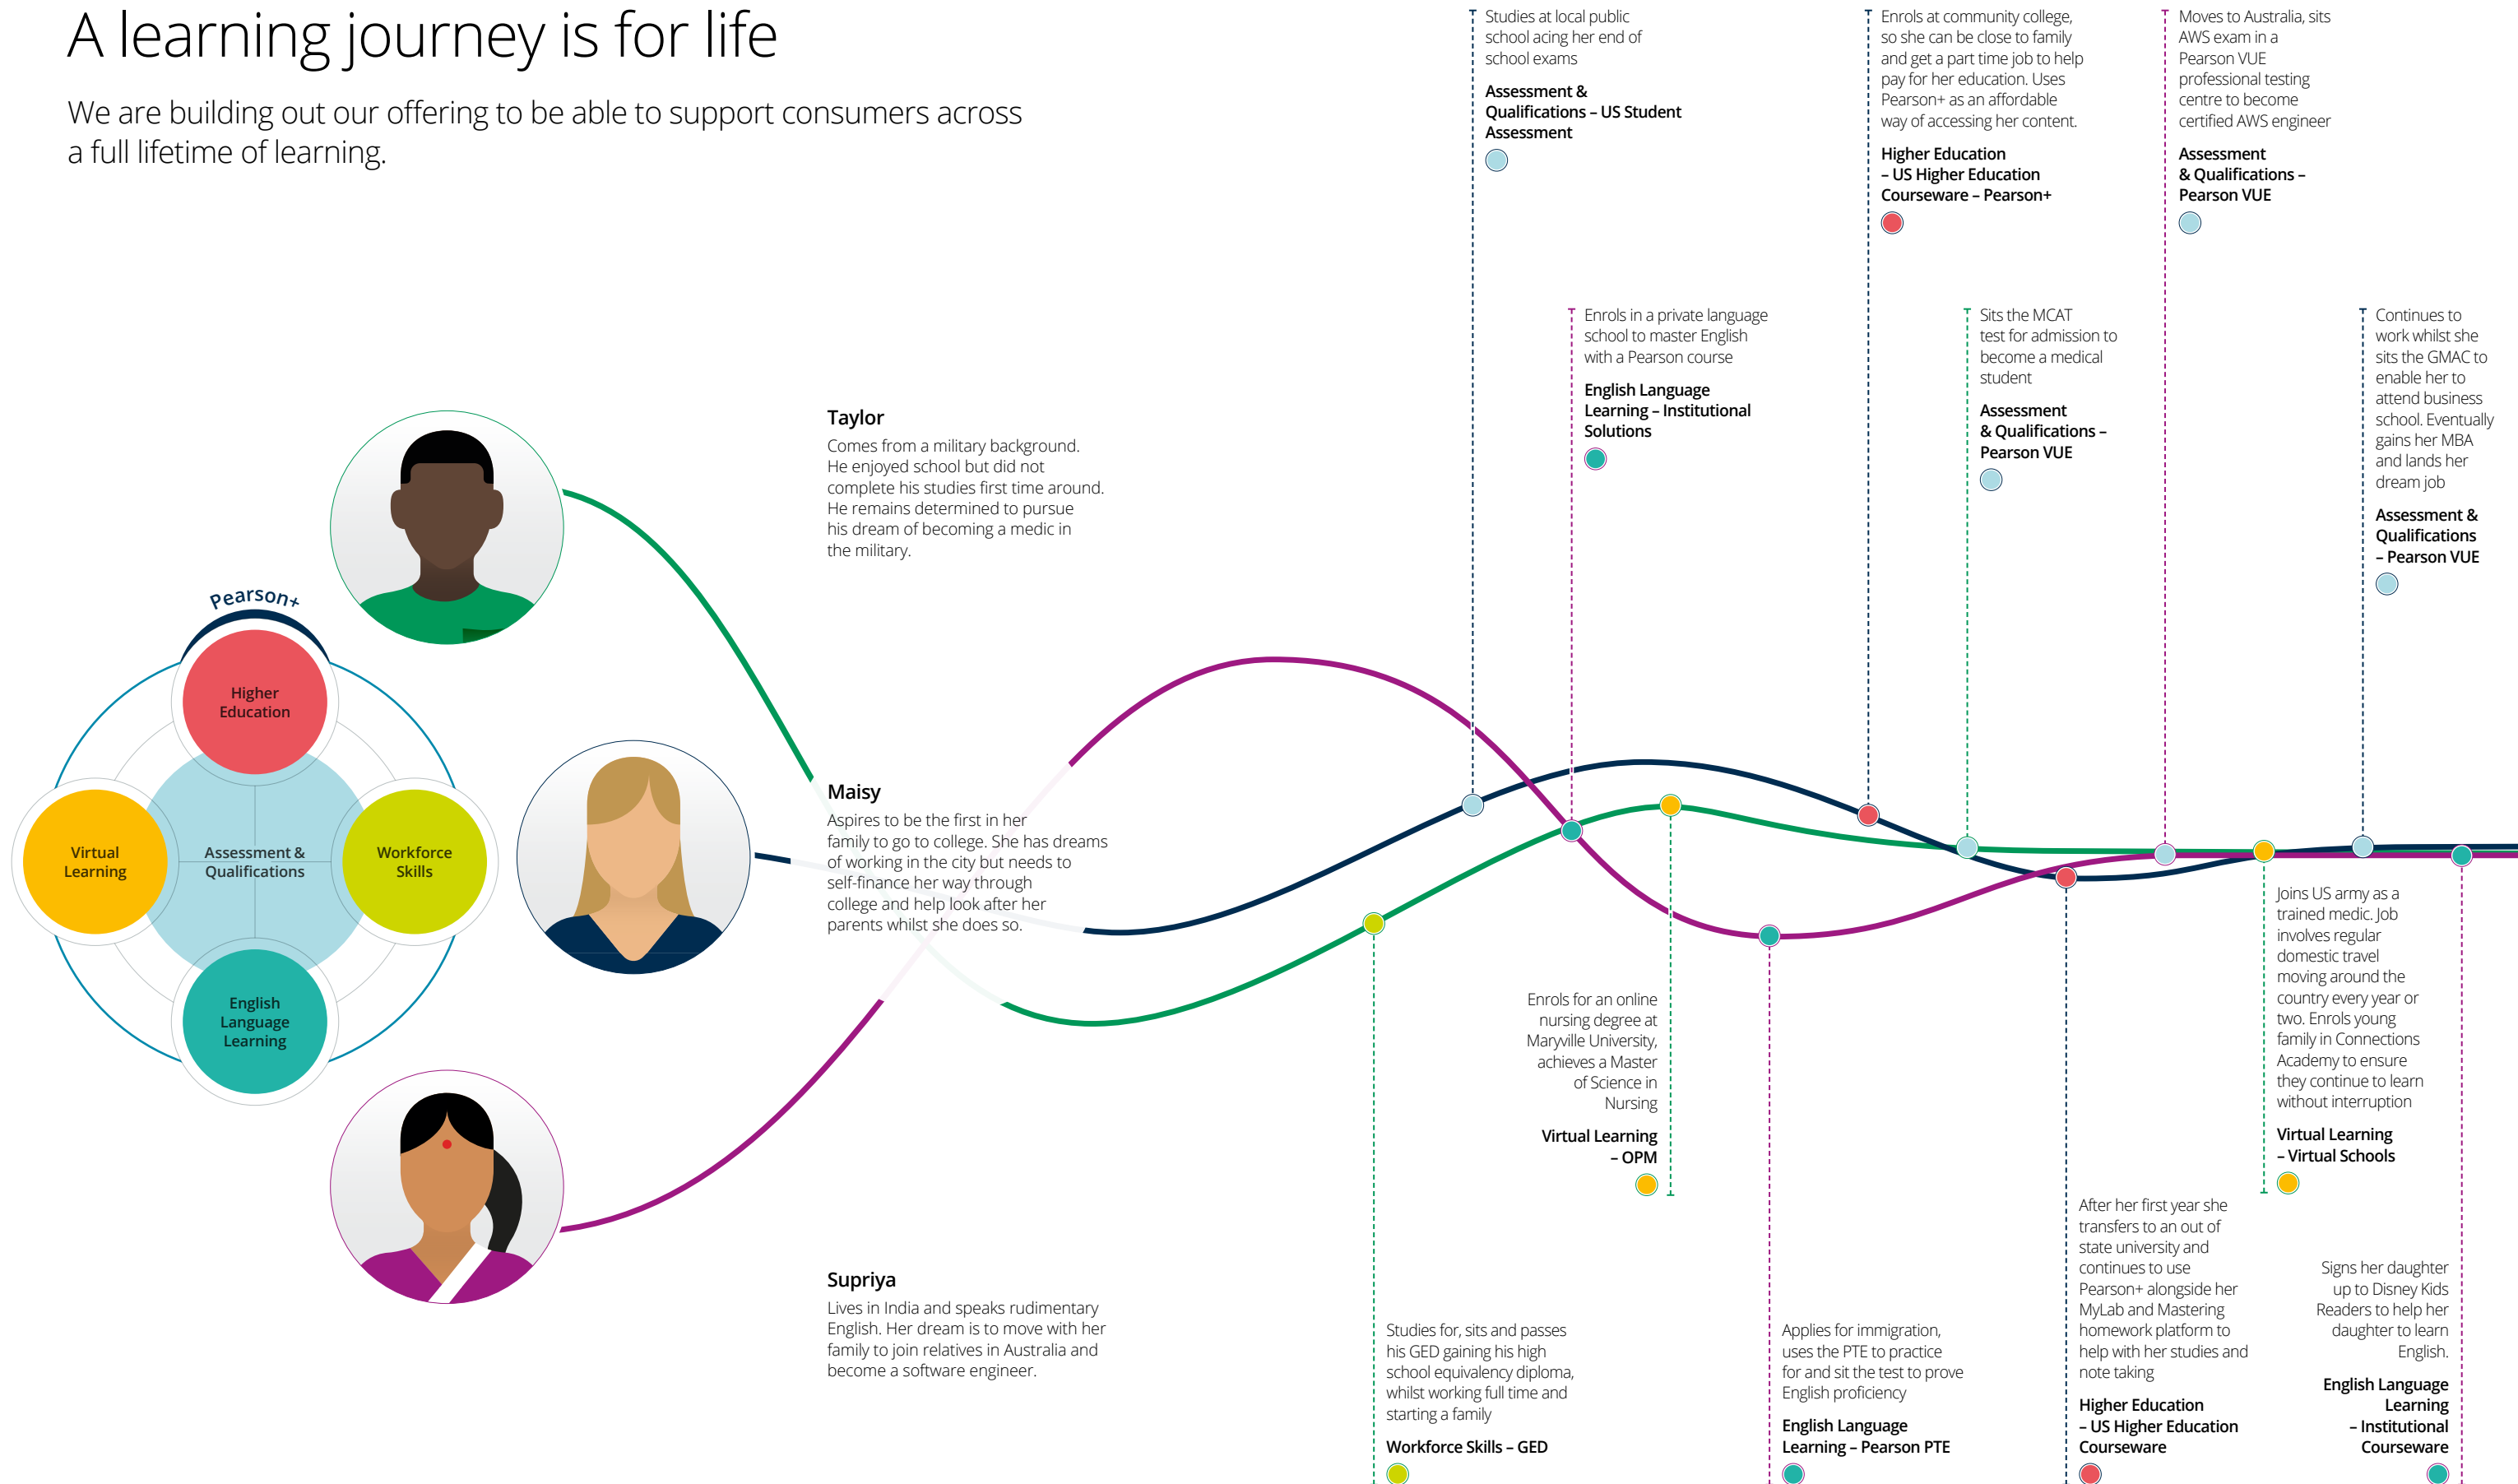 A learning journey is for life
We are building out our offering to be able to support consumers across
a full lifetime of learning.
Pearson+
Higher
Education
Virtual
Learning
Assessment &
Qualifications
Workforce
Skills
English
Language
Learning
Taylor
Comes from a military background.
He enjoyed school but did not
complete his studies first time around.
He remains determined to pursue
his dream of becoming a medic in
the military.
Maisy
Aspires to be the first in her
family to go to college. She has dreams
of working in the city but needs to
self-finance her way through
college and help look after her
parents whilst she does so.
Supriya
Lives in India and speaks rudimentary
English. Her dream is to move with her
family to join relatives in Australia and
become a software engineer.
Studies at local public
school acing her end of
school exams
Assessment &
Qualifications – US Student
Assessment
Enrols in a private language
school to master English
with a Pearson course
English Language
Learning – Institutional
Solutions
Enrols at community college,
so she can be close to family
and get a part time job to help
pay for her education. Uses
Pearson+ as an affordable
way of accessing her content.
Higher Education
– US Higher Education
Courseware – Pearson+
Sits the MCAT
test for admission to
become a medical
student
Assessment
& Qualifications –
Pearson VUE
Moves to Australia, sits
AWS exam in a
Pearson VUE
professional testing
centre to become
certified AWS engineer
Assessment
& Qualifications –
Pearson VUE
Continues to
work whilst she
sits the GMAC to
enable her to
attend business
school. Eventually
gains her MBA
and lands her
dream job
Assessment &
Qualifications
– Pearson VUE
Studies for, sits and passes
his GED gaining his high
school equivalency diploma,
whilst working full time and
starting a family
Workforce Skills – GED
Enrols for an online
nursing degree at
Maryville University,
achieves a Master
of Science in
Nursing
Virtual Learning
– OPM
Applies for immigration,
uses the PTE to practice
for and sit the test to prove
English proficiency
English Language
Learning – Pearson PTE
After her first year she
transfers to an out of
state university and
continues to use
Pearson+ alongside her
MyLab and Mastering
homework platform to
help with her studies and
note taking
Higher Education
– US Higher Education
Courseware
Joins US army as a
trained medic. Job
involves regular
domestic travel
moving around the
country every year or
two. Enrols young
family in Connections
Academy to ensure
they continue to learn
without interruption
Virtual Learning
– Virtual Schools
Signs her daughter
up to Disney Kids
Readers to help her
daughter to learn
English.
English Language
Learning
– Institutional
Courseware